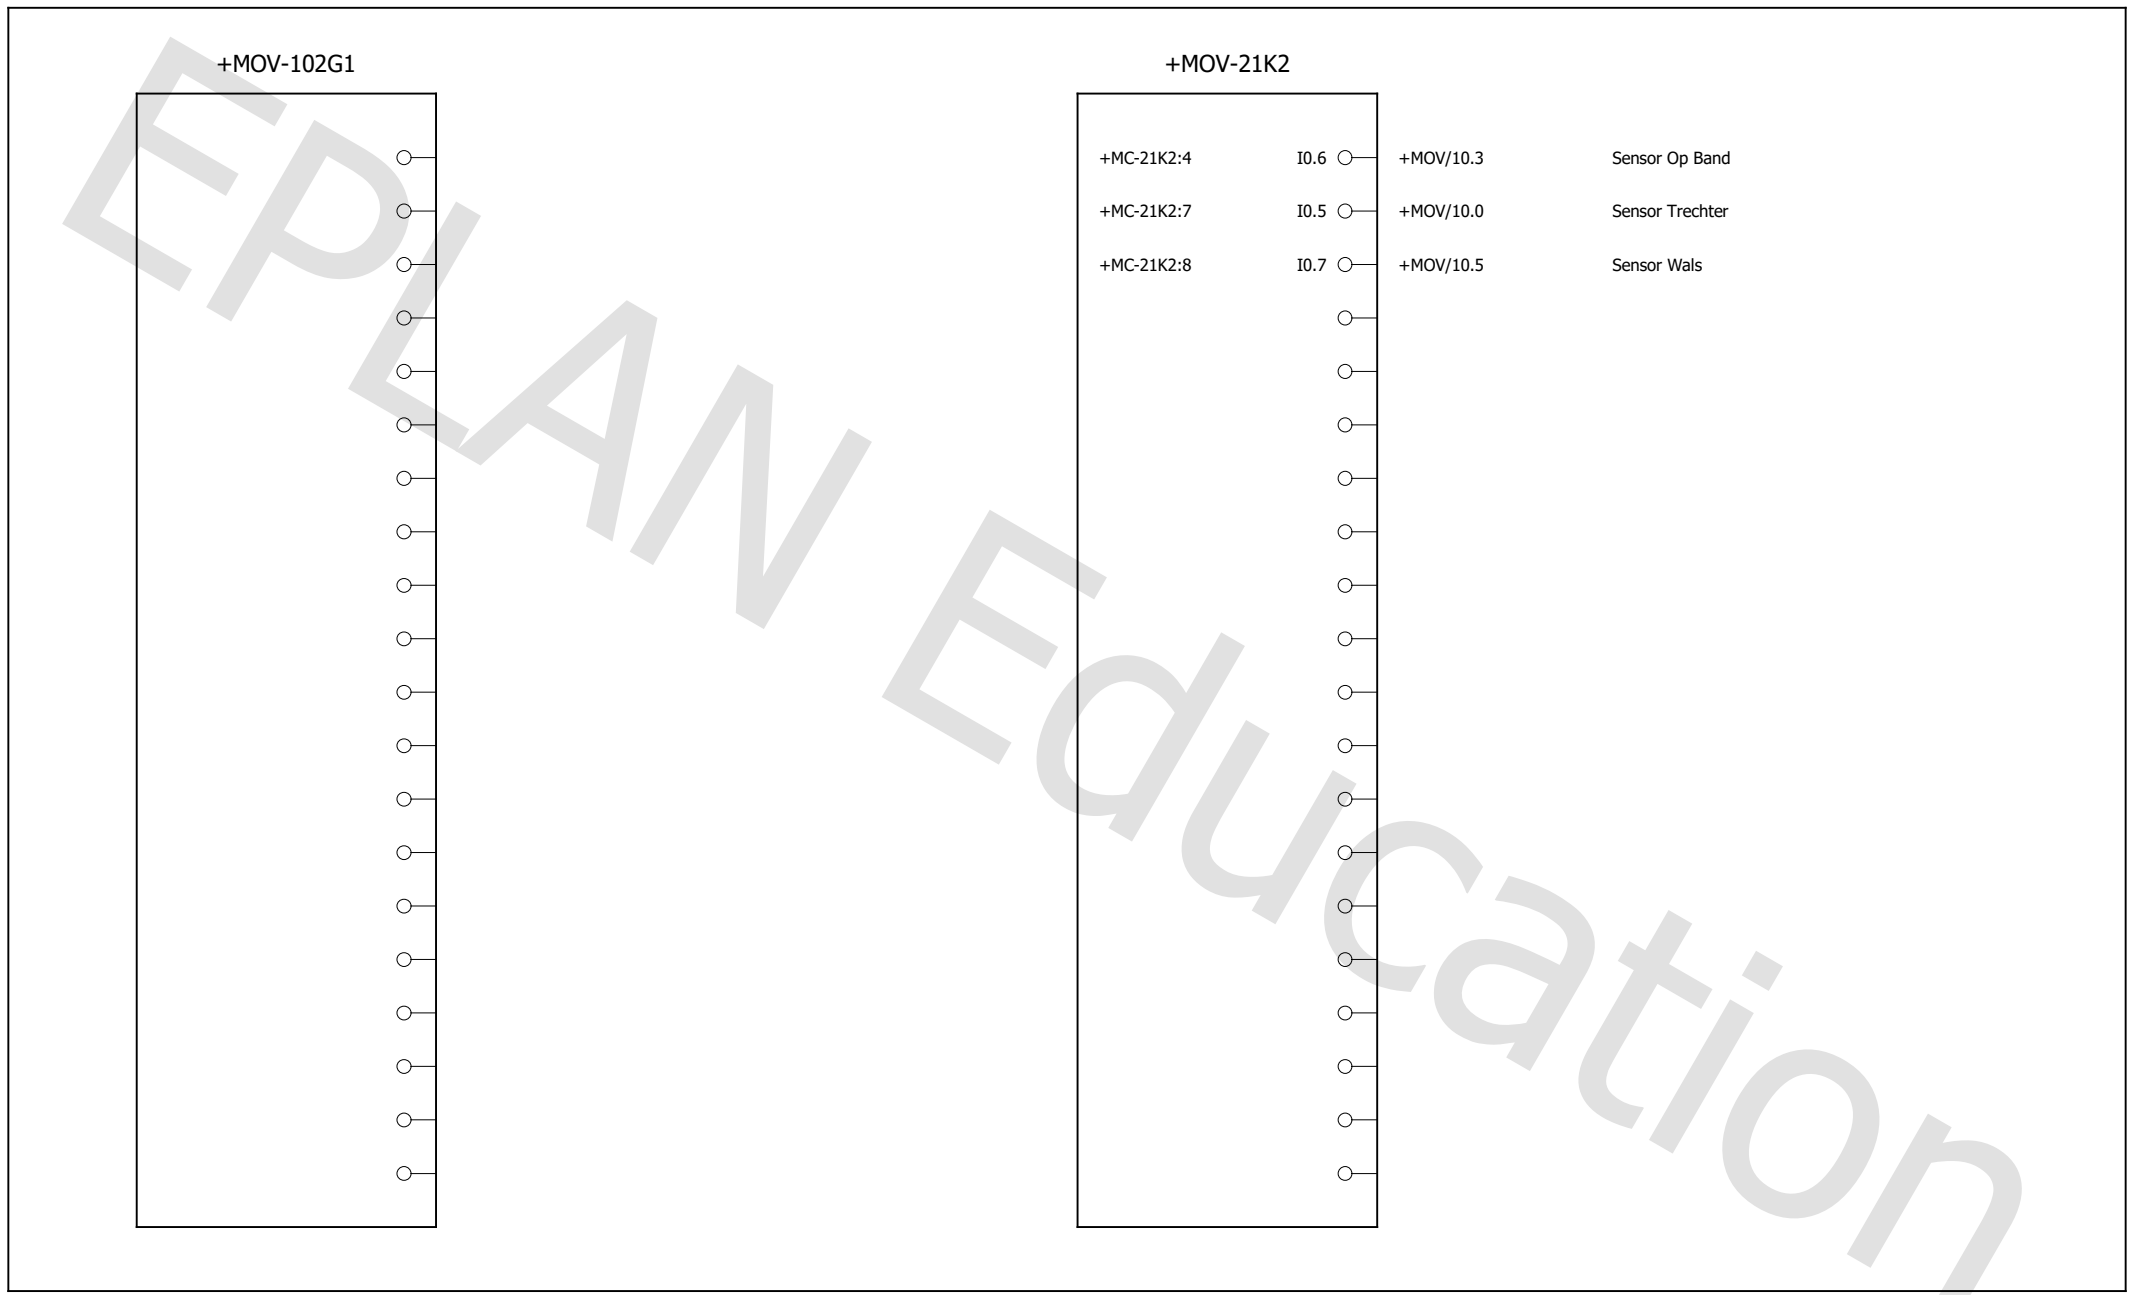 +MOV-102G1
+MOV-21K2
+MC-21K2:4 I0.6 +MOV/10.3 Sensor Op Band
+MC-21K2:7 I0.5 +MOV/10.0 Sensor Trechter
+MC-21K2:8 I0.7 +MOV/10.5 Sensor Wals
EPLAN Education